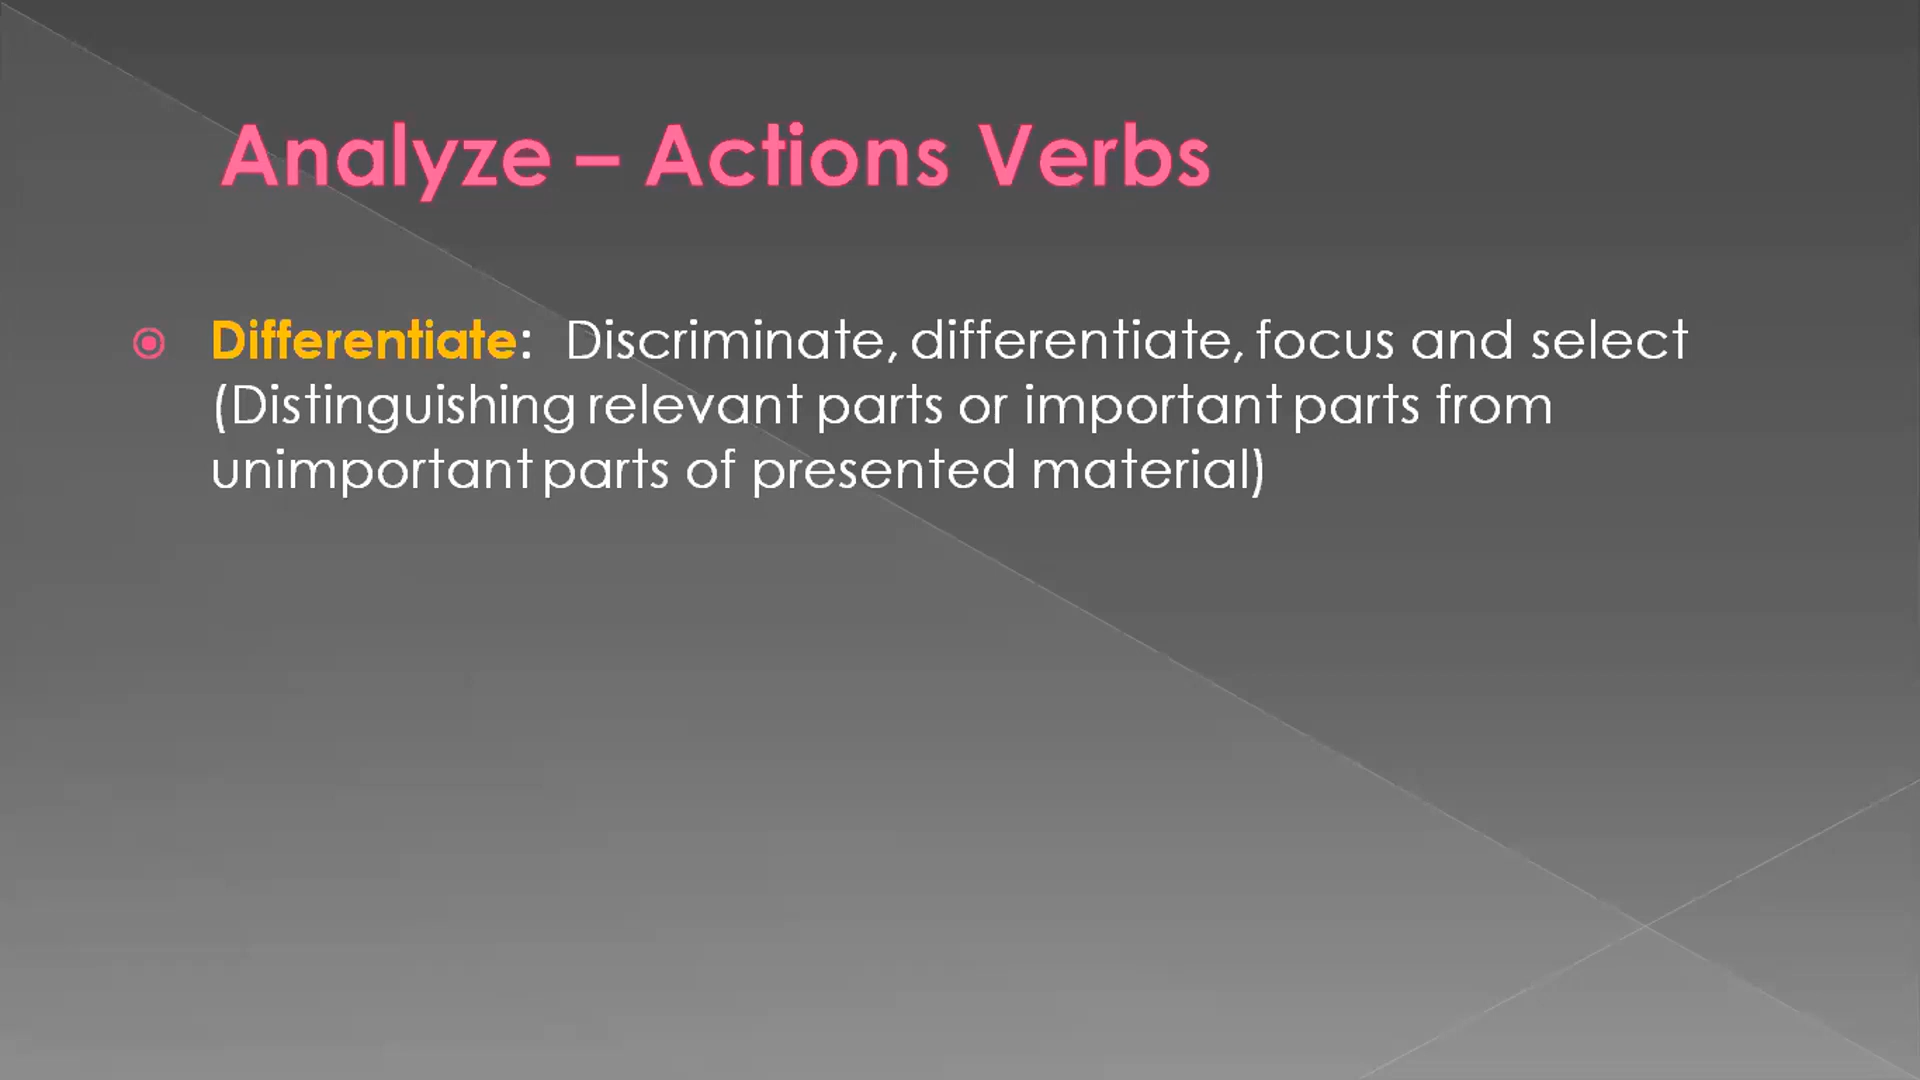 Analyze – Actions Verbs
Differentiate: Discriminate, differentiate, focus and select
(Distinguishing relevant parts or important parts from
unimportant parts of presented material)